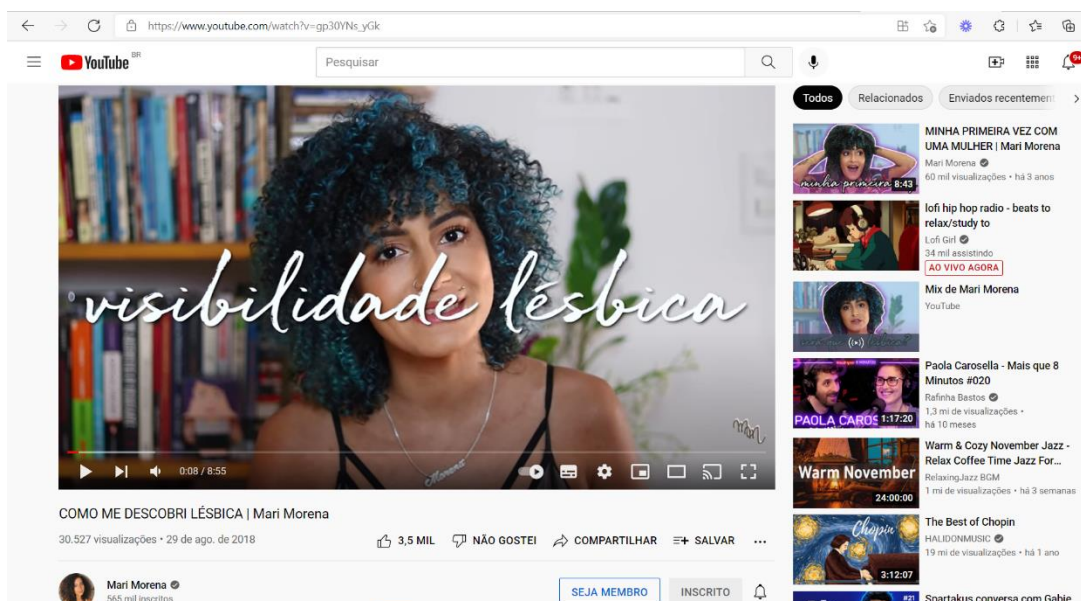 https://www.youtube.com/watch?v=gp30YNs_yGk
YouTube BR
Pesquisar
9+
visibilidade lésbica
Morena
0:08 / 8:55
COMO ME DESCOBRI LÉSBICA | Mari Morena
30.527 visualizações • 29 de ago. de 2018
3,5 MIL NÃO GOSTEI COMPARTILHAR SALVAR ...
Mari Morena
565 mil inscritos
SEJA MEMBRO INSCRITO
Todos Relacionados Enviados recentement
minha primeira 8:43
MINHA PRIMEIRA VEZ COM
UMA MULHER | Mari Morena
Mari Morena
60 mil visualizações • há 3 anos
lofi hip hop radio - beats to
relax/study to
Lofi Girl
34 mil assistindo
AO VIVO AGORA
Mix de Mari Morena
YouTube
PAOLA CAROS 1:17:20
Paola Carosella - Mais que 8
Minutos #020
Rafinha Bastos
1,3 mi de visualizações •
há 10 meses
Warm November
24:00:00
Warm & Cozy November Jazz -
Relax Coffee Time Jazz For...
RelaxingJazz BGM
1 mi de visualizações • há 3 semanas
Chopin
3:12:07
The Best of Chopin
HALIDONMUSIC
19 mi de visualizações • há 1 ano
#21
Spartakus conversa com Gabie